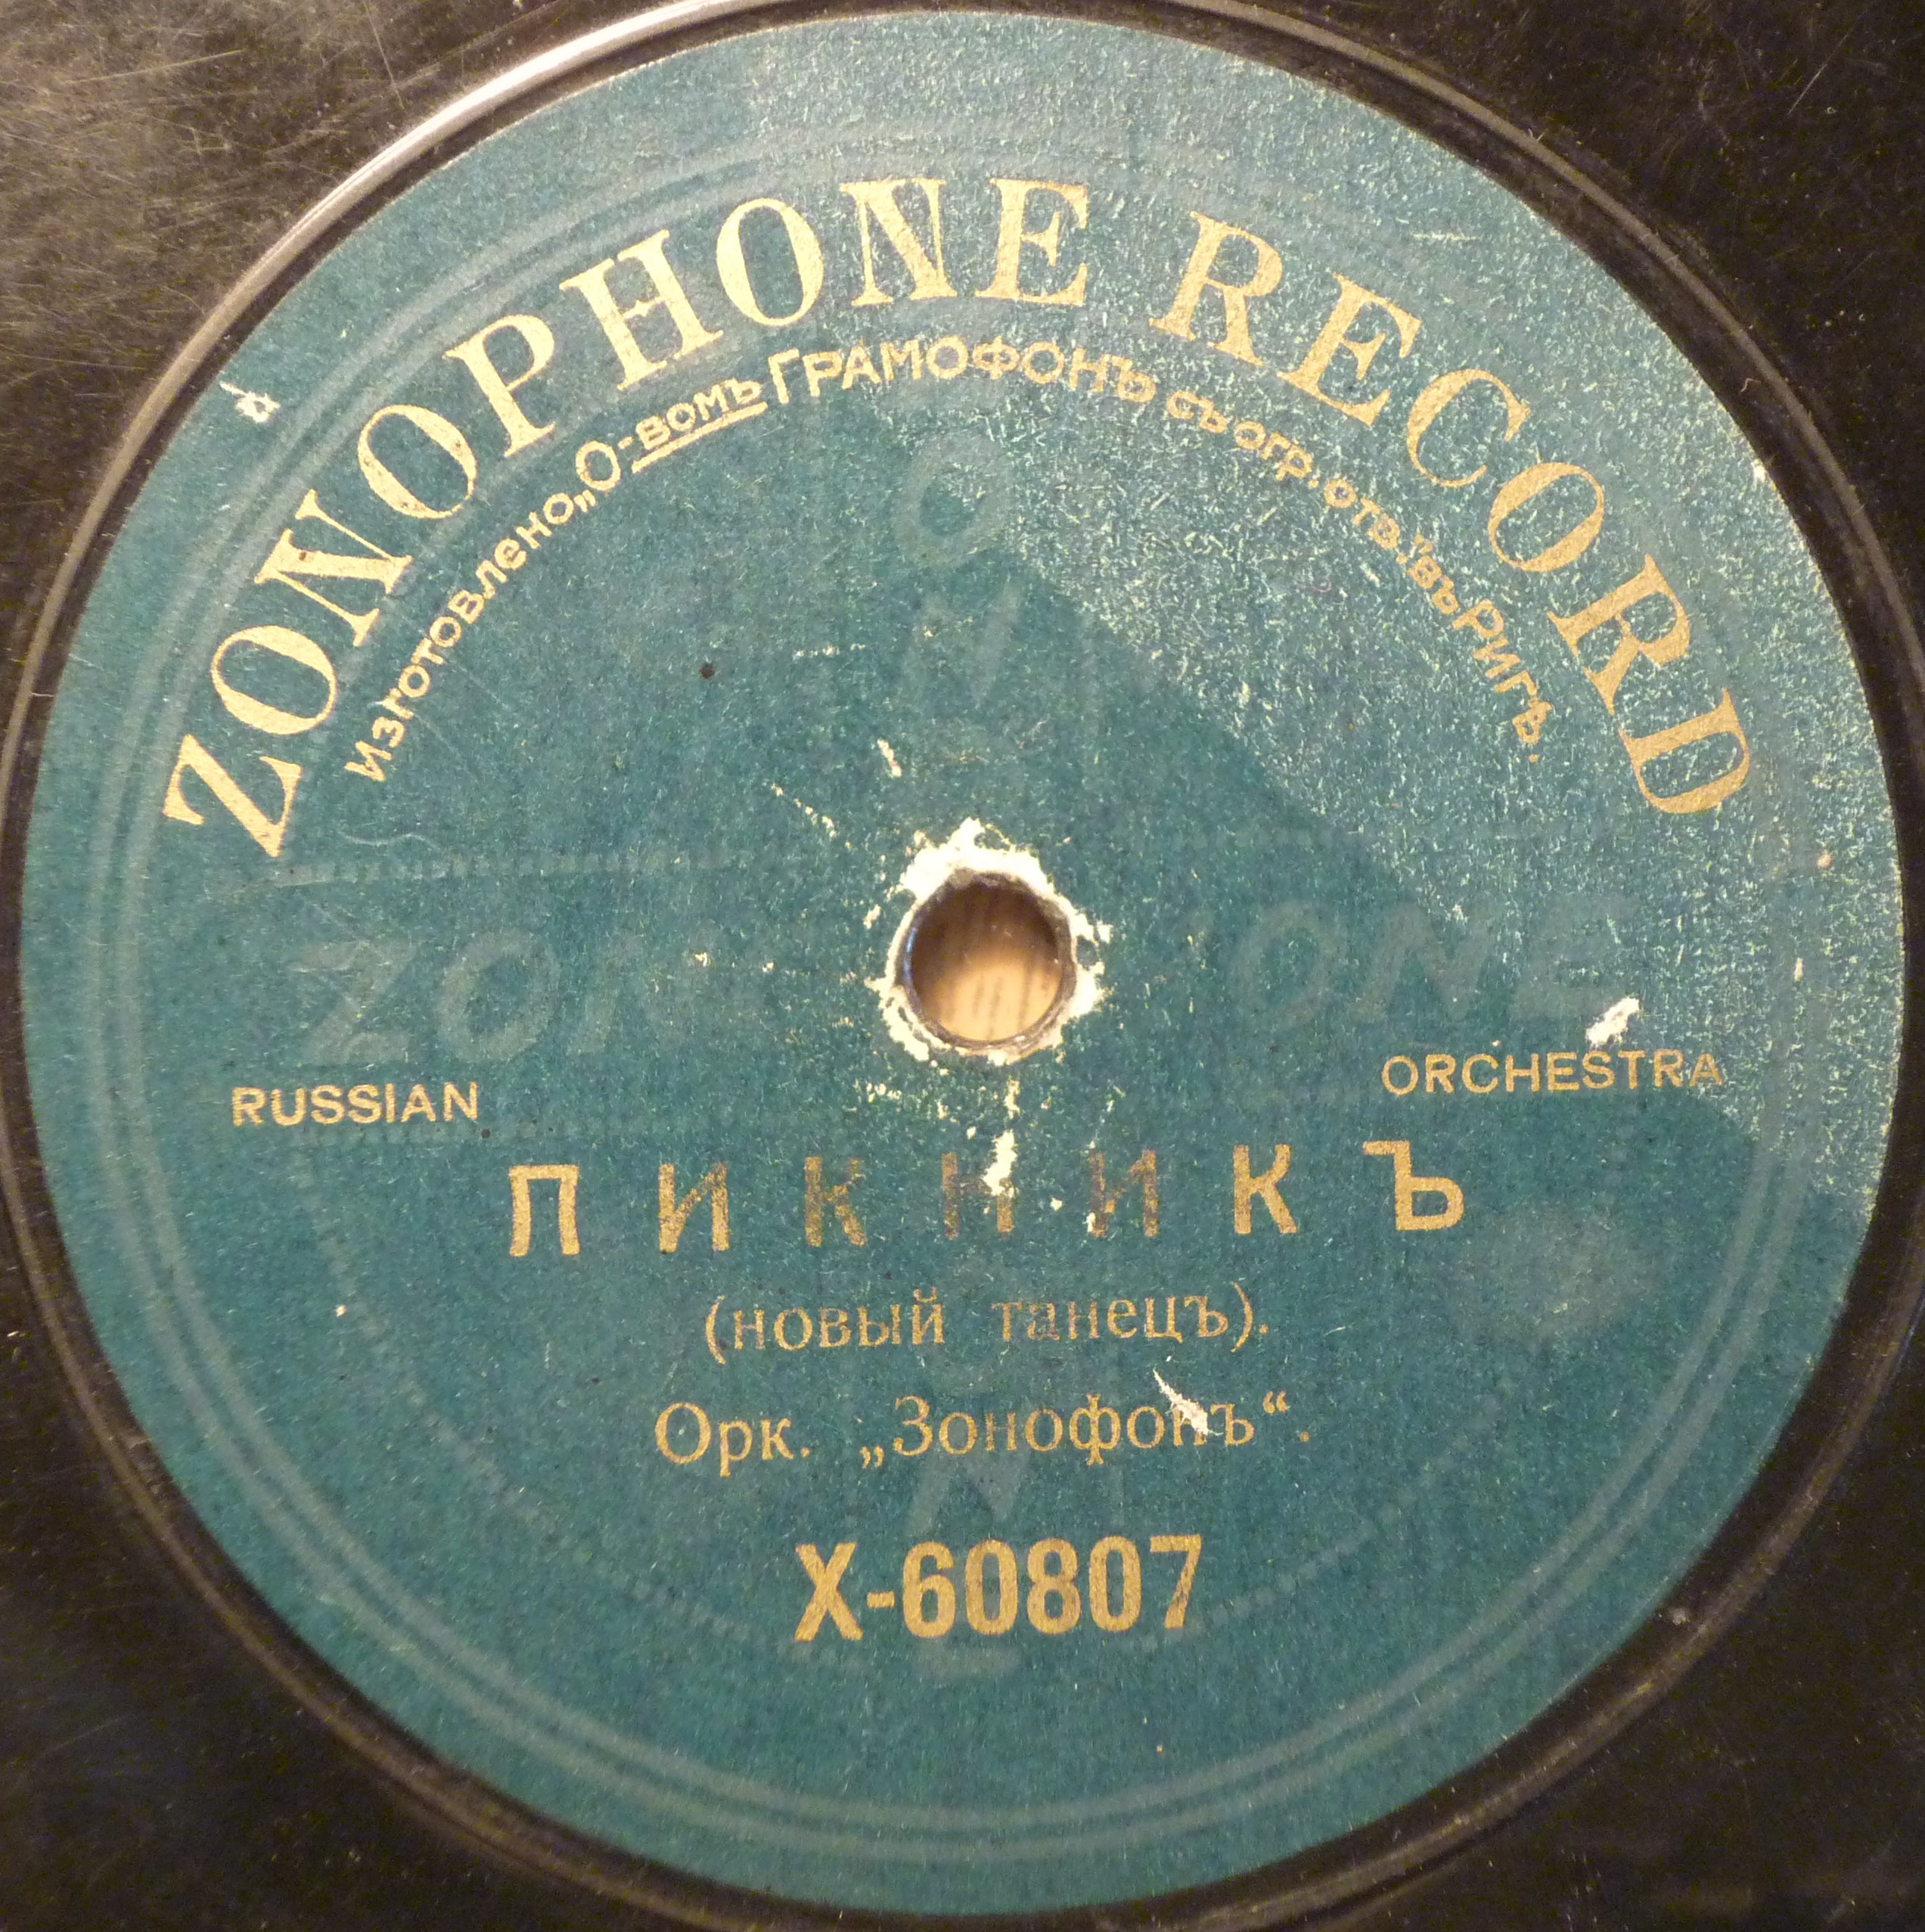 ZONOPHONE RECORD
Изготовлено „О-вомъ Грамофонъ съ огр. отв." въ Ригѣ.
RUSSIAN ORCHESTRA
ПИКНИКЪ
(новый танецъ).
Орк. „Зонофонъ“.
X-60807